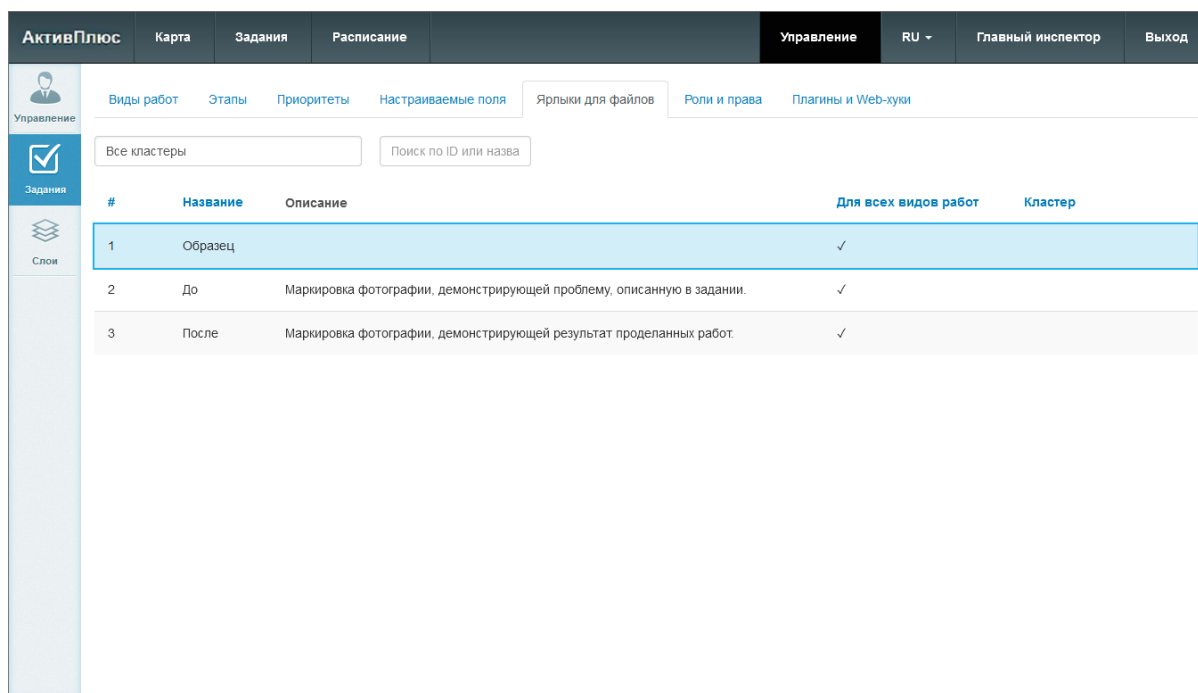 АктивПлюс Карта Задания Расписание Управление RU Главный инспектор Выход
Управление
Задания
Слои
Виды работ Этапы Приоритеты Настраиваемые поля Ярлыки для файлов Роли и права Плагины и Web-хуки
Все кластеры Поиск по ID или назва
# Название Описание Для всех видов работ Кластер
1 Образец ✓
2 До Маркировка фотографии, демонстрирующей проблему, описанную в задании. ✓
3 После Маркировка фотографии, демонстрирующей результат проделанных работ. ✓